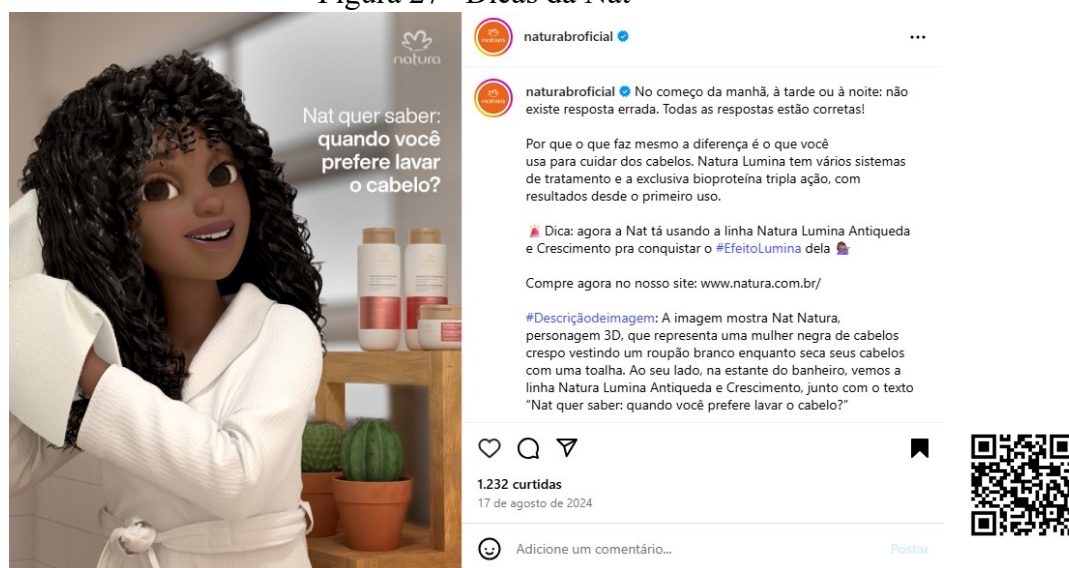 Figura 27 - Dicas da Nat
natura
Nat quer saber:
quando você
prefere lavar
o cabelo?
natura
naturabroficial
natura
naturabroficial No começo da manhã, à tarde ou à noite: não
existe resposta errada. Todas as respostas estão corretas!
Por que o que faz mesmo a diferença é o que você
usa para cuidar dos cabelos. Natura Lumina tem vários sistemas
de tratamento e a exclusiva bioproteína tripla ação, com
resultados desde o primeiro uso.
🚨 Dica: agora a Nat tá usando a linha Natura Lumina Antiqueda
e Crescimento pra conquistar o #EfeitoLumina dela 💇🏾‍♀️
Compre agora no nosso site: www.natura.com.br/
#Descriçãodeimagem: A imagem mostra Nat Natura,
personagem 3D, que representa uma mulher negra de cabelos
crespo vestindo um roupão branco enquanto seca seus cabelos
com uma toalha. Ao seu lado, na estante do banheiro, vemos a
linha Natura Lumina Antiqueda e Crescimento, junto com o texto
“Nat quer saber: quando você prefere lavar o cabelo?”
1.232 curtidas
17 de agosto de 2024
Adicione um comentário...
Postar